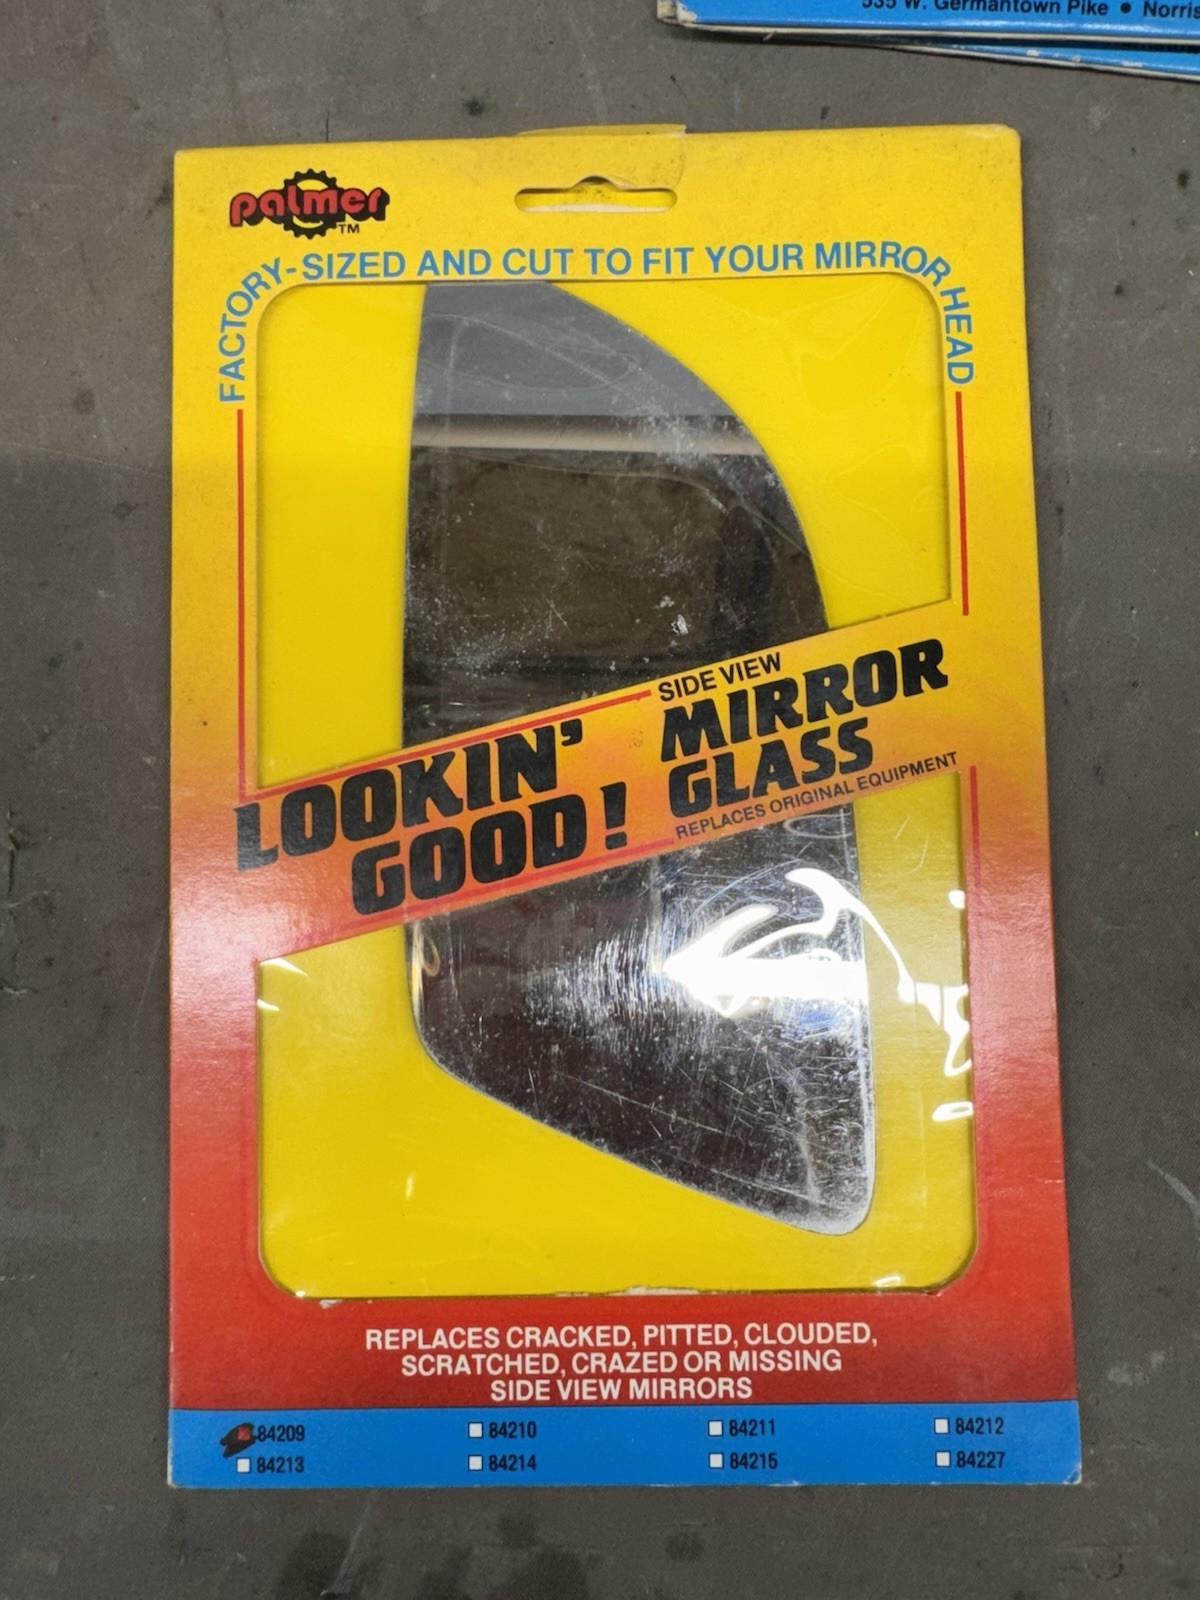 535 W. Germantown Pike • Norris
palmer
TM
FACTORY-SIZED AND CUT TO FIT YOUR MIRROR HEAD
LOOKIN'
GOOD!
SIDE VIEW
MIRROR
GLASS
REPLACES ORIGINAL EQUIPMENT
REPLACES CRACKED, PITTED, CLOUDED,
SCRATCHED, CRAZED OR MISSING
SIDE VIEW MIRRORS
84209 84210 84211 84212
84213 84214 84215 84227